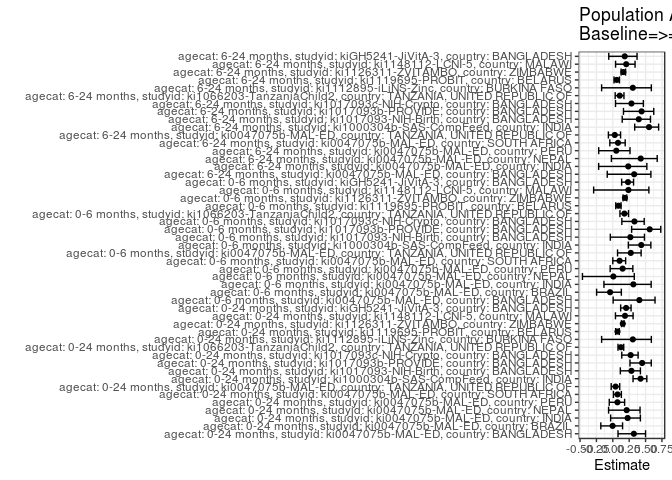 Population A
Baseline=>=
agecat: 6-24 months, studyid: kiGH5241-JiVitA-3, country: BANGLADESH
agecat: 6-24 months, studyid: ki1148112-LCNI-5, country: MALAWI
agecat: 6-24 months, studyid: ki1126311-ZVITAMBO, country: ZIMBABWE
agecat: 6-24 months, studyid: ki1119695-PROBIT, country: BELARUS
agecat: 6-24 months, studyid: ki1112895-iLiNS-Zinc, country: BURKINA FASO
agecat: 6-24 months, studyid: ki1066203-TanzaniaChild2, country: TANZANIA, UNITED REPUBLIC OF
agecat: 6-24 months, studyid: ki1017093c-NIH-Crypto, country: BANGLADESH
agecat: 6-24 months, studyid: ki1017093b-PROVIDE, country: BANGLADESH
agecat: 6-24 months, studyid: ki1017093-NIH-Birth, country: BANGLADESH
agecat: 6-24 months, studyid: ki1000304b-SAS-CompFeed, country: INDIA
agecat: 6-24 months, studyid: ki0047075b-MAL-ED, country: TANZANIA, UNITED REPUBLIC OF
agecat: 6-24 months, studyid: ki0047075b-MAL-ED, country: SOUTH AFRICA
agecat: 6-24 months, studyid: ki0047075b-MAL-ED, country: PERU
agecat: 6-24 months, studyid: ki0047075b-MAL-ED, country: NEPAL
agecat: 6-24 months, studyid: ki0047075b-MAL-ED, country: INDIA
agecat: 6-24 months, studyid: ki0047075b-MAL-ED, country: BANGLADESH
agecat: 0-6 months, studyid: kiGH5241-JiVitA-3, country: BANGLADESH
agecat: 0-6 months, studyid: ki1148112-LCNI-5, country: MALAWI
agecat: 0-6 months, studyid: ki1126311-ZVITAMBO, country: ZIMBABWE
agecat: 0-6 months, studyid: ki1119695-PROBIT, country: BELARUS
agecat: 0-6 months, studyid: ki1066203-TanzaniaChild2, country: TANZANIA, UNITED REPUBLIC OF
agecat: 0-6 months, studyid: ki1017093c-NIH-Crypto, country: BANGLADESH
agecat: 0-6 months, studyid: ki1017093b-PROVIDE, country: BANGLADESH
agecat: 0-6 months, studyid: ki1017093-NIH-Birth, country: BANGLADESH
agecat: 0-6 months, studyid: ki1000304b-SAS-CompFeed, country: INDIA
agecat: 0-6 months, studyid: ki0047075b-MAL-ED, country: TANZANIA, UNITED REPUBLIC OF
agecat: 0-6 months, studyid: ki0047075b-MAL-ED, country: SOUTH AFRICA
agecat: 0-6 months, studyid: ki0047075b-MAL-ED, country: PERU
agecat: 0-6 months, studyid: ki0047075b-MAL-ED, country: NEPAL
agecat: 0-6 months, studyid: ki0047075b-MAL-ED, country: INDIA
agecat: 0-6 months, studyid: ki0047075b-MAL-ED, country: BRAZIL
agecat: 0-6 months, studyid: ki0047075b-MAL-ED, country: BANGLADESH
agecat: 0-24 months, studyid: kiGH5241-JiVitA-3, country: BANGLADESH
agecat: 0-24 months, studyid: ki1148112-LCNI-5, country: MALAWI
agecat: 0-24 months, studyid: ki1126311-ZVITAMBO, country: ZIMBABWE
agecat: 0-24 months, studyid: ki1119695-PROBIT, country: BELARUS
agecat: 0-24 months, studyid: ki1112895-iLiNS-Zinc, country: BURKINA FASO
agecat: 0-24 months, studyid: ki1066203-TanzaniaChild2, country: TANZANIA, UNITED REPUBLIC OF
agecat: 0-24 months, studyid: ki1017093c-NIH-Crypto, country: BANGLADESH
agecat: 0-24 months, studyid: ki1017093b-PROVIDE, country: BANGLADESH
agecat: 0-24 months, studyid: ki1017093-NIH-Birth, country: BANGLADESH
agecat: 0-24 months, studyid: ki1000304b-SAS-CompFeed, country: INDIA
agecat: 0-24 months, studyid: ki0047075b-MAL-ED, country: TANZANIA, UNITED REPUBLIC OF
agecat: 0-24 months, studyid: ki0047075b-MAL-ED, country: SOUTH AFRICA
agecat: 0-24 months, studyid: ki0047075b-MAL-ED, country: PERU
agecat: 0-24 months, studyid: ki0047075b-MAL-ED, country: NEPAL
agecat: 0-24 months, studyid: ki0047075b-MAL-ED, country: INDIA
agecat: 0-24 months, studyid: ki0047075b-MAL-ED, country: BRAZIL
agecat: 0-24 months, studyid: ki0047075b-MAL-ED, country: BANGLADESH
-0.50 -0.25 0.00 0.25 0.50 0.75
Estimate